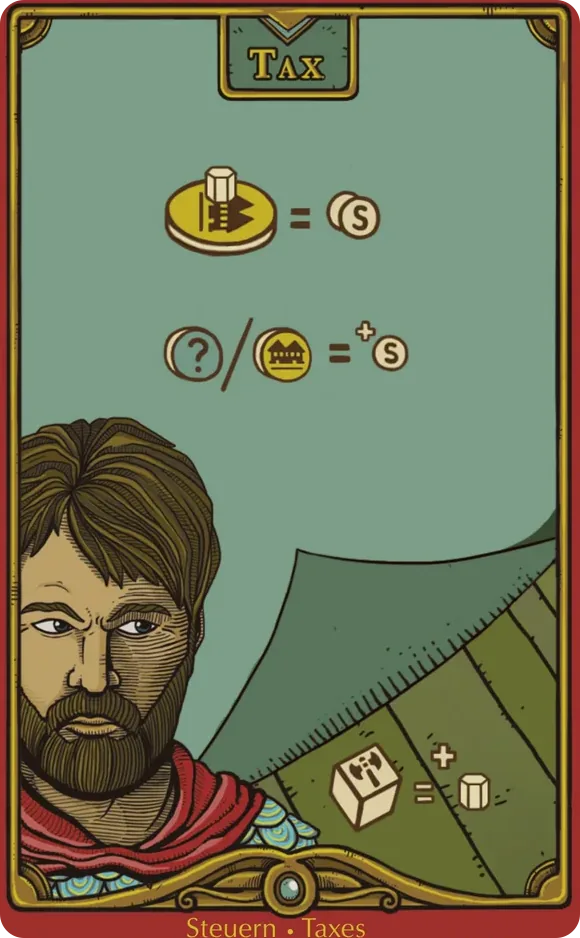 TAX
= S
? / = + S
= +
Steuern • Taxes